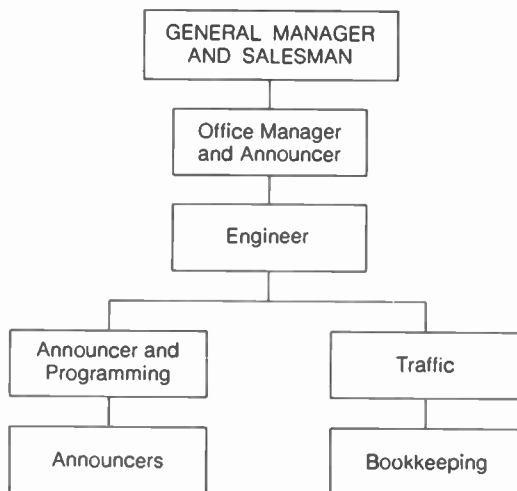 GENERAL MANAGER
AND SALESMAN
Office Manager
and Announcer
Engineer
Announcer and
Programming
Traffic
Announcers
Bookkeeping